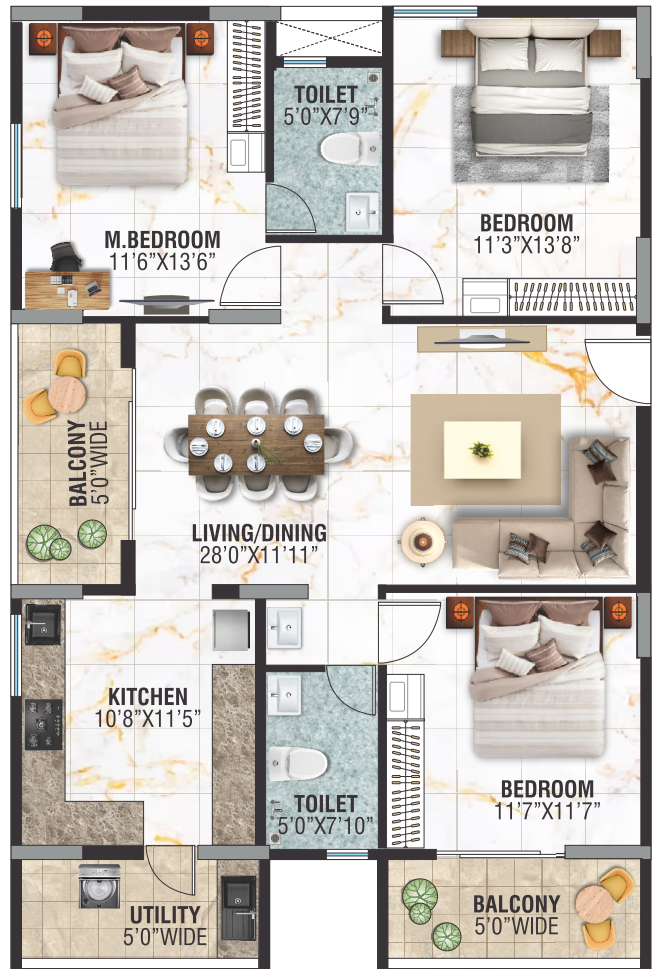 TOILET
5'0”X7'9”
M.BEDROOM
11'6”X13'6”
BEDROOM
11'3”X13'8”
BALCONY
5'0”WIDE
LIVING/DINING
28'0”X11'11”
KITCHEN
10'8”X11'5”
TOILET
5'0”X7'10”
BEDROOM
11'7”X11'7”
UTILITY
5'0”WIDE
BALCONY
5'0”WIDE